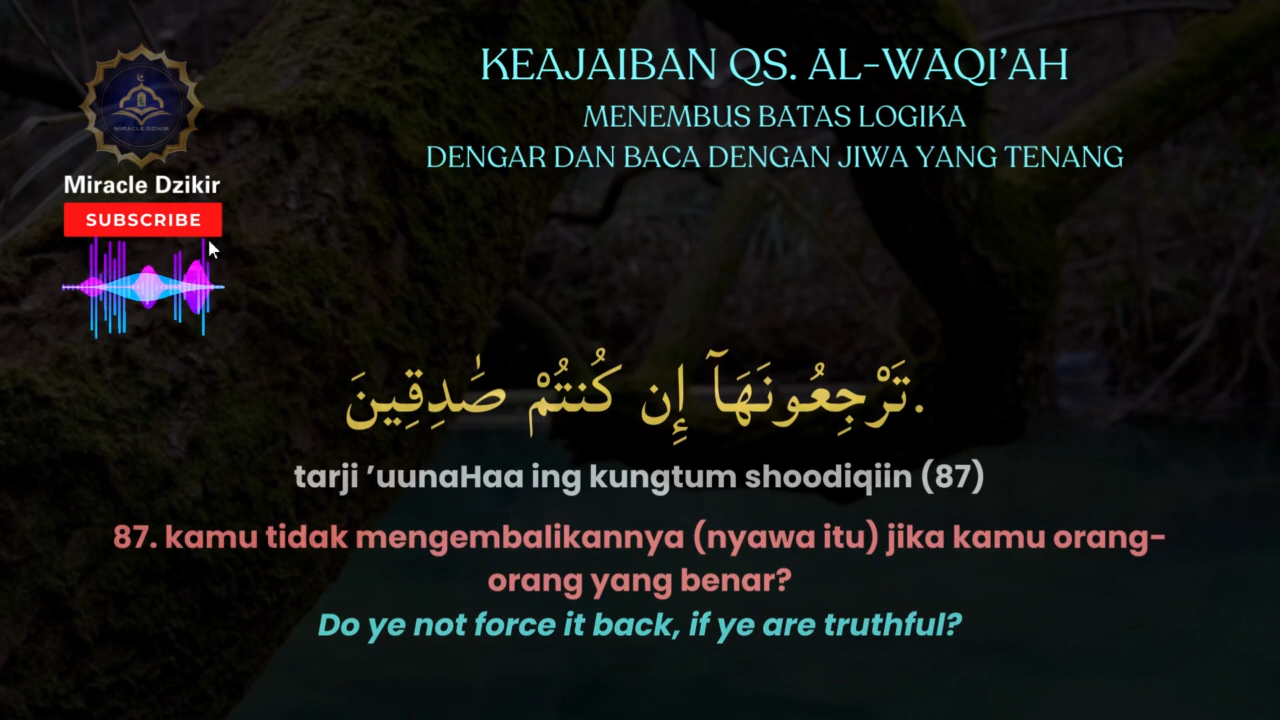 KEAJAIBAN QS. AL-WAQI’AH
MENEMBUS BATAS LOGIKA
DENGAR DAN BACA DENGAN JIWA YANG TENANG
MIRACLE DZIKIR
Miracle Dzikir
SUBSCRIBE
تَرْجِعُونَهَآ إِن كُنتُمْ صَٰدِقِينَ.
tarji ’uunaHaa ing kungtum shoodiqiin (87)
87. kamu tidak mengembalikannya (nyawa itu) jika kamu orang-
orang yang benar?
Do ye not force it back, if ye are truthful?